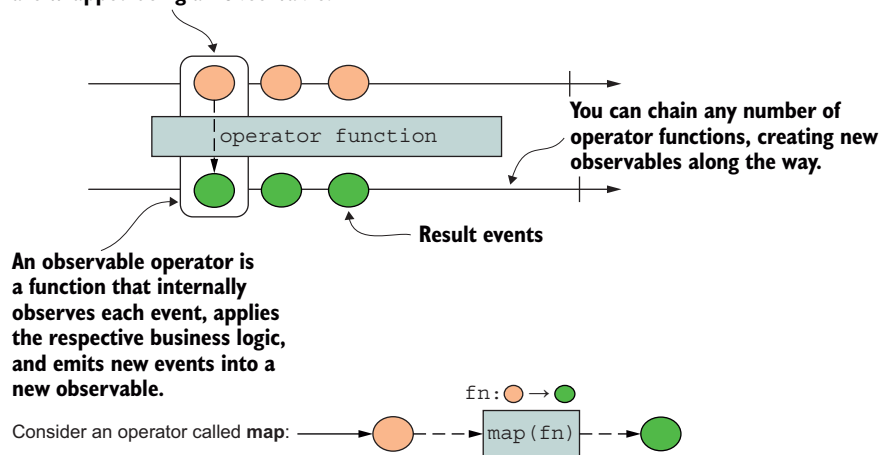 operator function
You can chain any number of
operator functions, creating new
observables along the way.
Result events
An observable operator is
a function that internally
observes each event, applies
the respective business logic,
and emits new events into a
new observable.
fn: →
Consider an operator called map:
map(fn)